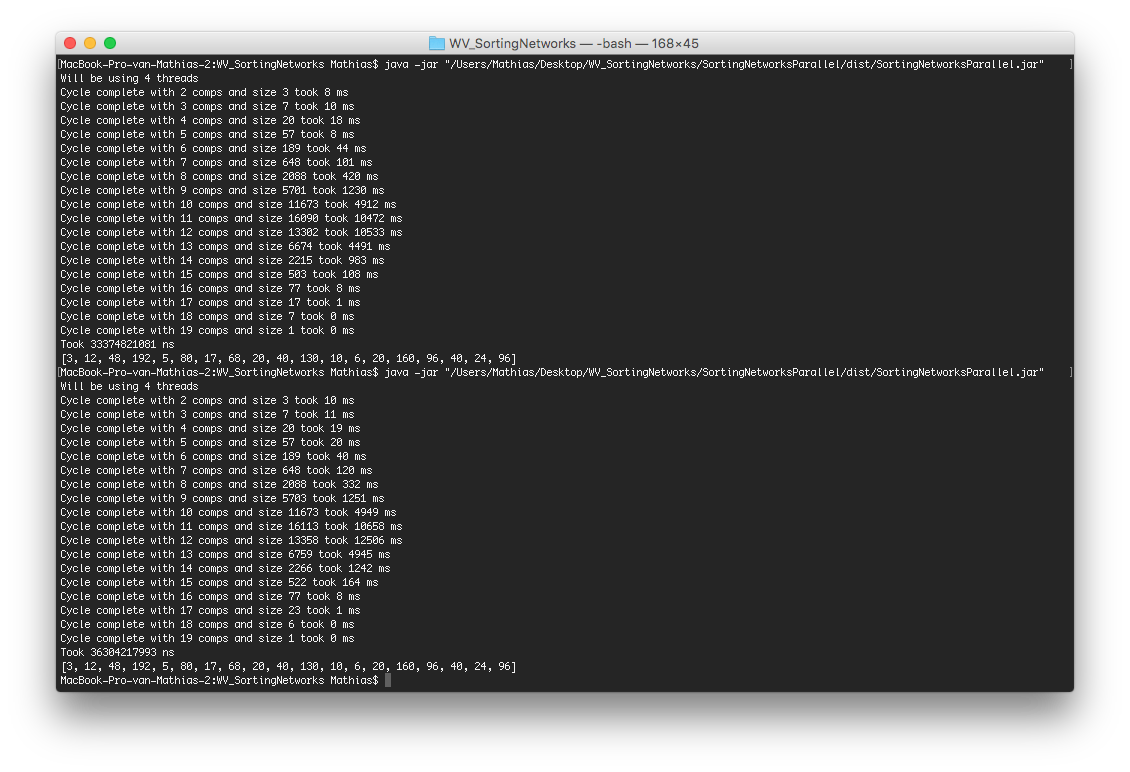 WV_SortingNetworks — -bash — 168×45
[MacBook-Pro-van-Mathias-2:WV_SortingNetworks Mathias$ java -jar "/Users/Mathias/Desktop/WV_SortingNetworks/SortingNetworksParallel/dist/SortingNetworksParallel.jar" ]
Will be using 4 threads
Cycle complete with 2 comps and size 3 took 8 ms
Cycle complete with 3 comps and size 7 took 10 ms
Cycle complete with 4 comps and size 20 took 18 ms
Cycle complete with 5 comps and size 57 took 8 ms
Cycle complete with 6 comps and size 189 took 44 ms
Cycle complete with 7 comps and size 648 took 101 ms
Cycle complete with 8 comps and size 2088 took 420 ms
Cycle complete with 9 comps and size 5701 took 1230 ms
Cycle complete with 10 comps and size 11673 took 4912 ms
Cycle complete with 11 comps and size 16090 took 10472 ms
Cycle complete with 12 comps and size 13302 took 10533 ms
Cycle complete with 13 comps and size 6674 took 4491 ms
Cycle complete with 14 comps and size 2215 took 983 ms
Cycle complete with 15 comps and size 503 took 108 ms
Cycle complete with 16 comps and size 77 took 8 ms
Cycle complete with 17 comps and size 17 took 1 ms
Cycle complete with 18 comps and size 7 took 0 ms
Cycle complete with 19 comps and size 1 took 0 ms
Took 33374821081 ns
[3, 12, 48, 192, 5, 80, 17, 68, 20, 40, 130, 10, 6, 20, 160, 96, 40, 24, 96]
[MacBook-Pro-van-Mathias-2:WV_SortingNetworks Mathias$ java -jar "/Users/Mathias/Desktop/WV_SortingNetworks/SortingNetworksParallel/dist/SortingNetworksParallel.jar" ]
Will be using 4 threads
Cycle complete with 2 comps and size 3 took 10 ms
Cycle complete with 3 comps and size 7 took 11 ms
Cycle complete with 4 comps and size 20 took 19 ms
Cycle complete with 5 comps and size 57 took 20 ms
Cycle complete with 6 comps and size 189 took 40 ms
Cycle complete with 7 comps and size 648 took 120 ms
Cycle complete with 8 comps and size 2088 took 332 ms
Cycle complete with 9 comps and size 5703 took 1251 ms
Cycle complete with 10 comps and size 11673 took 4949 ms
Cycle complete with 11 comps and size 16113 took 10658 ms
Cycle complete with 12 comps and size 13358 took 12506 ms
Cycle complete with 13 comps and size 6759 took 4945 ms
Cycle complete with 14 comps and size 2266 took 1242 ms
Cycle complete with 15 comps and size 522 took 164 ms
Cycle complete with 16 comps and size 77 took 8 ms
Cycle complete with 17 comps and size 23 took 1 ms
Cycle complete with 18 comps and size 6 took 0 ms
Cycle complete with 19 comps and size 1 took 0 ms
Took 36304217993 ns
[3, 12, 48, 192, 5, 80, 17, 68, 20, 40, 130, 10, 6, 20, 160, 96, 40, 24, 96]
MacBook-Pro-van-Mathias-2:WV_SortingNetworks Mathias$